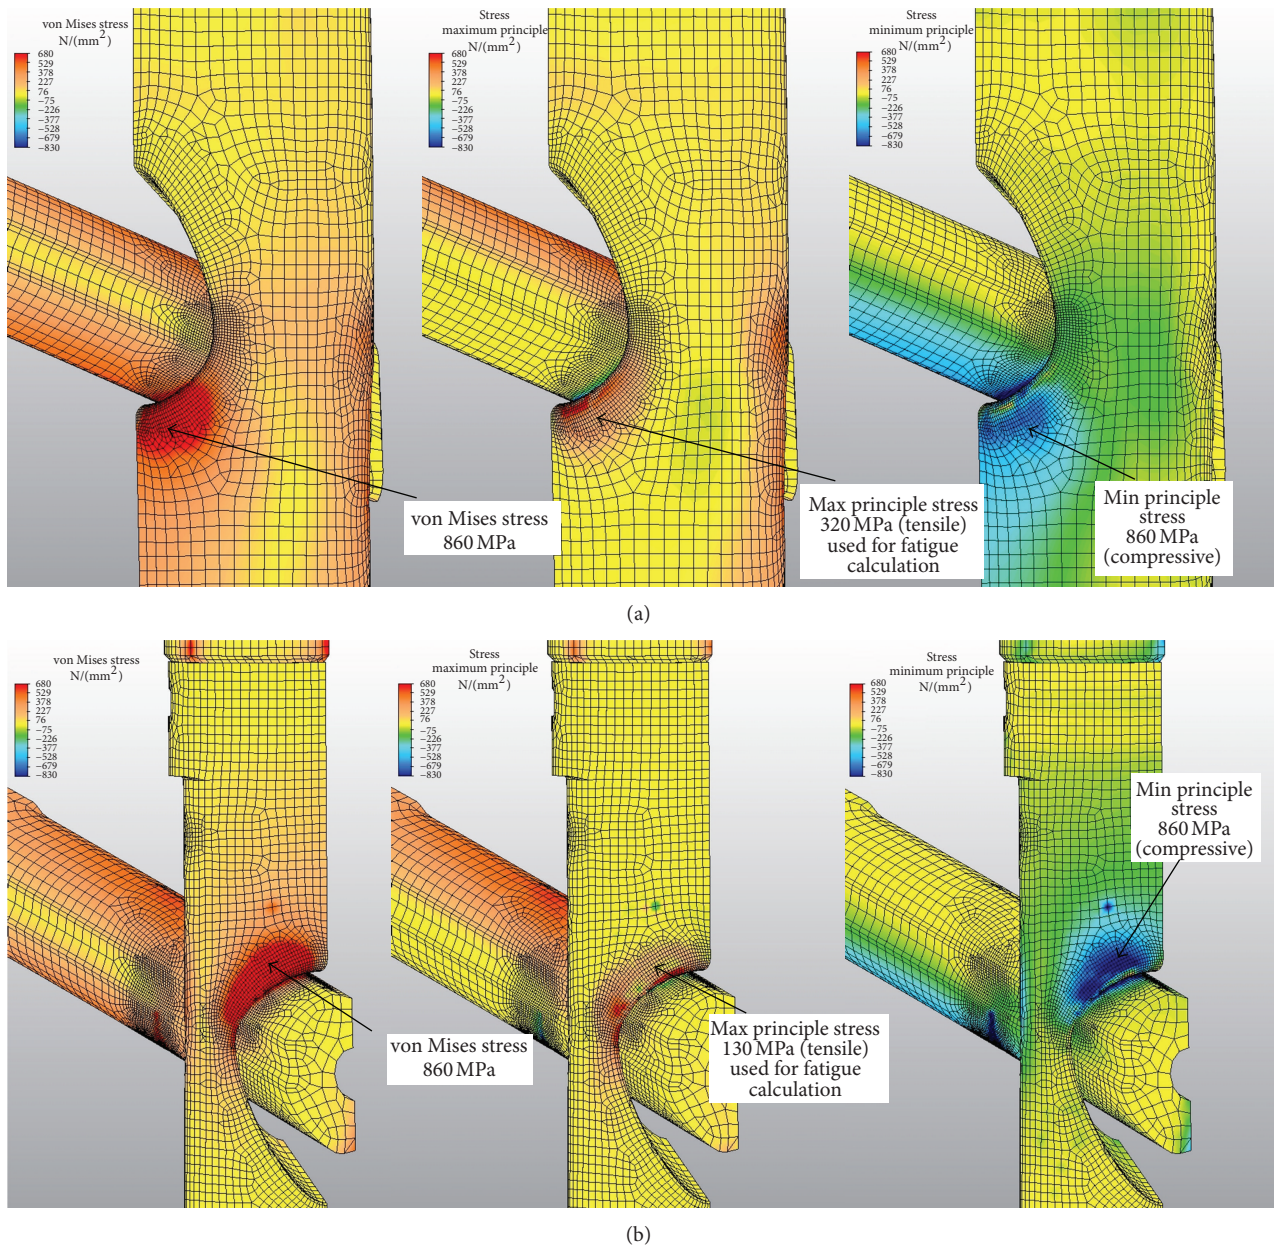 von Mises stress
N/(mm²)
680
529
378
227
76
−75
−226
−377
−528
−679
−830
Stress
maximum principle
N/(mm²)
680
529
378
227
76
−75
−226
−377
−528
−679
−830
Stress
minimum principle
N/(mm²)
680
529
378
227
76
−75
−226
−377
−528
−679
−830
von Mises stress
860 MPa
Max principle stress
320 MPa (tensile)
used for fatigue
calculation
Min principle
stress
860 MPa
(compressive)
(a)
von Mises stress
N/(mm²)
680
529
378
227
76
−75
−226
−377
−528
−679
−830
Stress
maximum principle
N/(mm²)
680
529
378
227
76
−75
−226
−377
−528
−679
−830
Stress
minimum principle
N/(mm²)
680
529
378
227
76
−75
−226
−377
−528
−679
−830
von Mises stress
860 MPa
Max principle stress
130 MPa (tensile)
used for fatigue
calculation
Min principle
stress
860 MPa
(compressive)
(b)